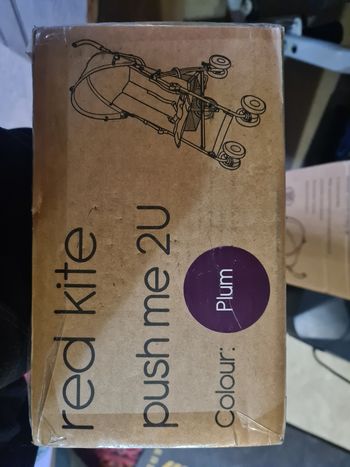 red kite
push me 2U
Colour: Plum